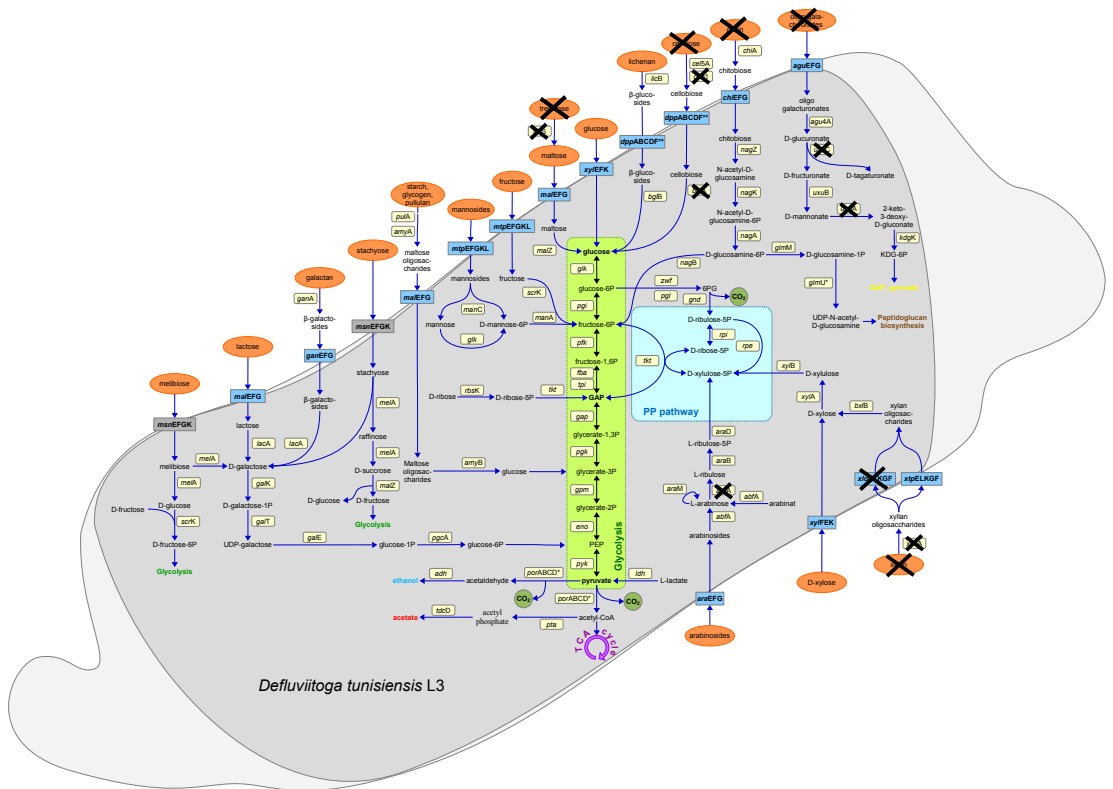 chiA
chitobiose
chiEFG
chitobiose
nagZ
N-acetyl-D-
glucosamine
nagK
N-acetyl-D-
glucosamine-6P
nagA
D-glucosamine-6P
nagB
glmM
D-glucosamine-1P
glmU*
UDP-N-acetyl-
D-glucosamine
Peptidoglucan
biosynthesis
aguEFG
oligo
galacturonates
agu4A
D-glucuronate
D-fructuronate
D-tagaturonate
uxuB
D-mannonate
2-keto-
3-deoxy-
D-gluconate
kdgK
KDG-6P
lichenan
licB
β-gluco-
sides
dppABCDF**
β-gluco-
sides
bglB
cel5A
cellobiose
dppABCDF**
cellobiose
glucose
xylEFK
maltose
malEFG
maltose
malZ
fructose
mtpEFGKL
fructose
scrK
mannosides
mtpEFGKL
mannosides
manC
mannose
D-mannose-6P
glk
manA
starch,
glycogen,
pullulan
pulA
amyA
maltose
oligosac-
charides
malEFG
Maltose
oligosac-
charides
amyB
glucose
stachyose
msnEFGK
stachyose
melA
raffinose
melA
D-sucrose
malZ
D-glucose
D-fructose
Glycolysis
galactan
ganA
β-galacto-
sides
ganEFG
β-galacto-
sides
lacA
lactose
malEFG
lactose
lacA
D-galactose
galK
D-galactose-1P
galT
UDP-galactose
galE
glucose-1P
pgcA
glucose-6P
melibiose
msnEFGK
melibiose
melA
melA
D-glucose
D-fructose
scrK
D-fructose-6P
Glycolysis
glucose
glk
glucose-6P
pgi
fructose-6P
pfk
fructose-1,6P
fba
tpi
GAP
gap
glycerate-1,3P
pgk
glycerate-3P
gpm
glycerate-2P
eno
PEP
pyk
pyruvate
Glycolysis
zwf
pgl
6PG
gnd
CO2
D-ribulose-5P
rpi
rpe
D-ribose-5P
tkt
D-xylulose-5P
PP pathway
D-ribose
rbsK
D-ribose-5P
tkt
xylB
D-xylulose
xylA
D-xylose
bxlB
xylan
oligosac-
charides
xtpELKGF
xyllan
oligosaccharides
xylFEK
D-xylose
araD
L-ribulose-5P
araB
L-ribulose
araM
L-arabinose
abfA
arabinat
abfA
arabinosides
araEFG
arabinosides
ldh
L-lactate
porABCD*
CO2
acetaldehyde
adh
ethanol
porABCD*
CO2
acetyl-CoA
pta
acetyl
phosphate
tdcD
acetate
TCA cycle
Defluviitoga tunisiensis L3